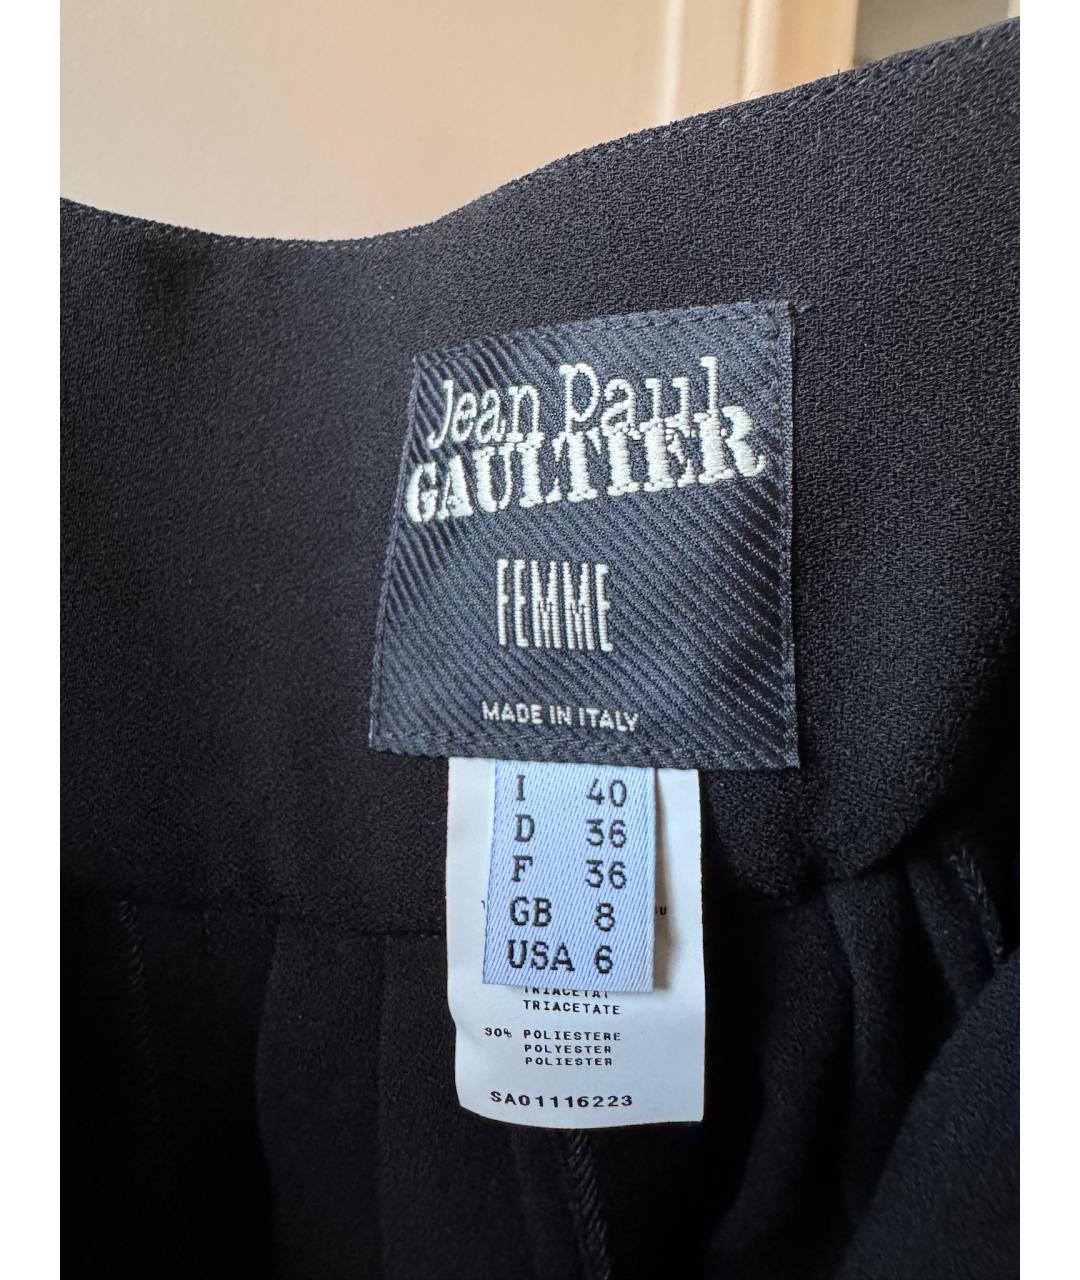 Jean Paul
GAULTIER
FEMME
MADE IN ITALY
I 40
D 36
F 36
GB 8
USA 6
TRIACETAT
TRIACETATE
30% POLIESTERE
POLYESTER
POLIESTER
SA01116223